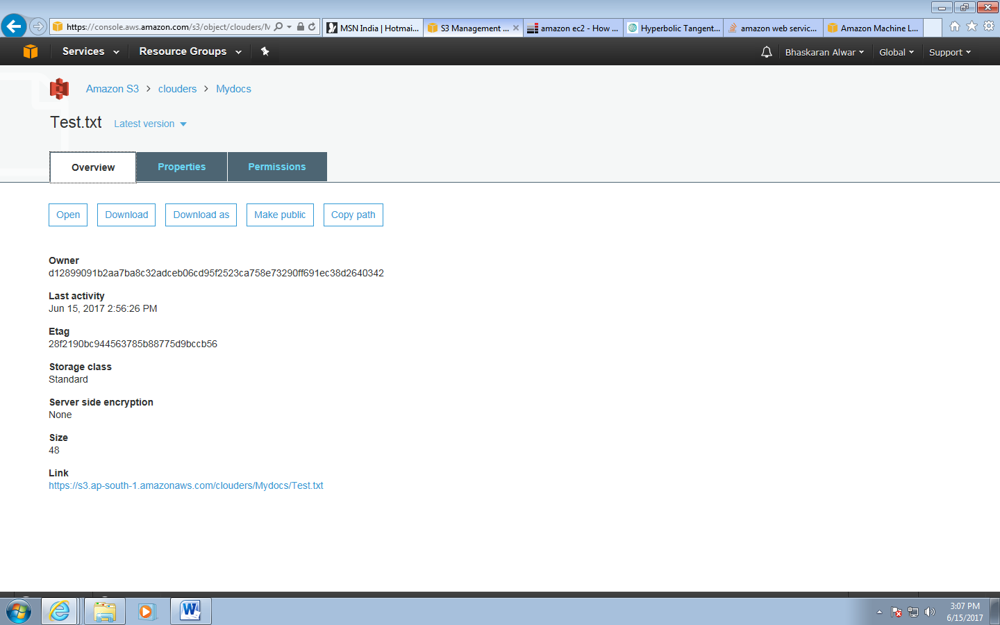 https://console.aws.amazon.com/s3/object/clouders/M
MSN India | Hotmai...
S3 Management ...
amazon ec2 - How ...
Hyperbolic Tangent...
amazon web servic...
Amazon Machine L...
Services
Resource Groups
Bhaskaran Alwar
Global
Support
Amazon S3 > clouders > Mydocs
Test.txt Latest version
Overview
Properties
Permissions
Open
Download
Download as
Make public
Copy path
Owner
d12899091b2aa7ba8c32adceb06cd95f2523ca758e73290ff691ec38d2640342
Last activity
Jun 15, 2017 2:56:26 PM
Etag
28f2190bc944563785b88775d9bccb56
Storage class
Standard
Server side encryption
None
Size
48
Link
https://s3.ap-south-1.amazonaws.com/clouders/Mydocs/Test.txt
3:07 PM
6/15/2017